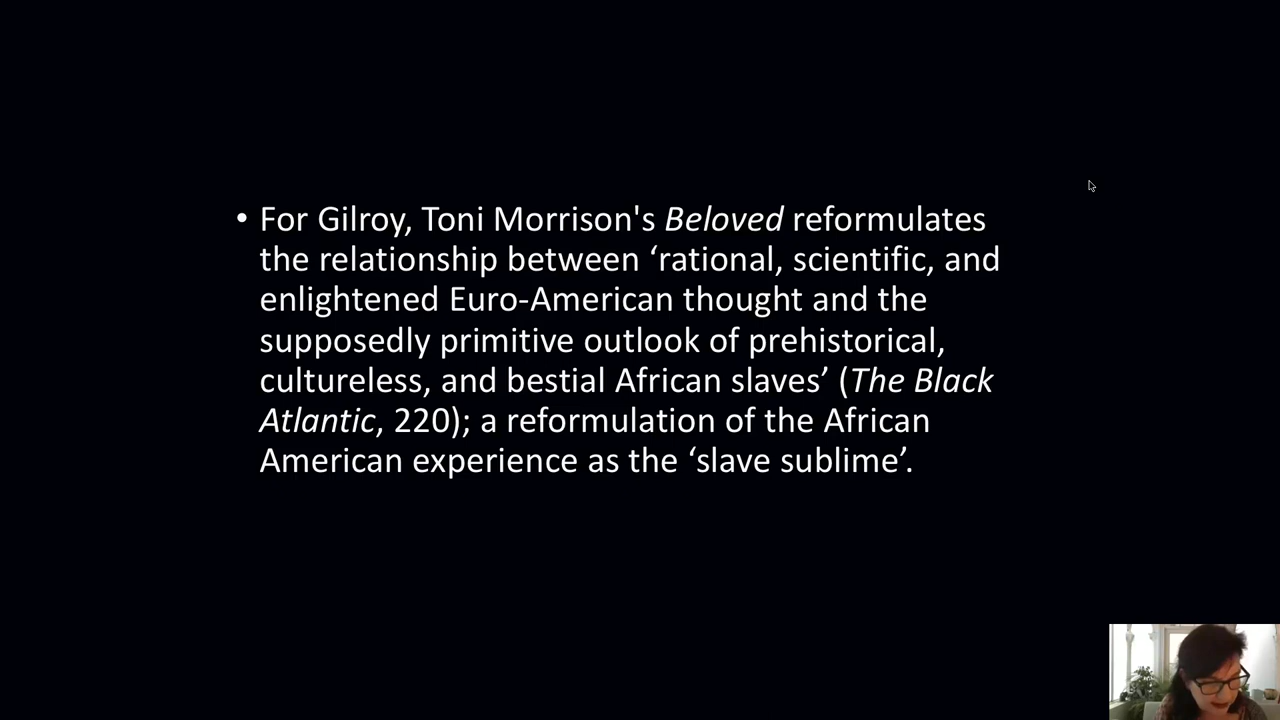 • For Gilroy, Toni Morrison's Beloved reformulates
the relationship between ‘rational, scientific, and
enlightened Euro-American thought and the
supposedly primitive outlook of prehistorical,
cultureless, and bestial African slaves’ (The Black
Atlantic, 220); a reformulation of the African
American experience as the ‘slave sublime’.